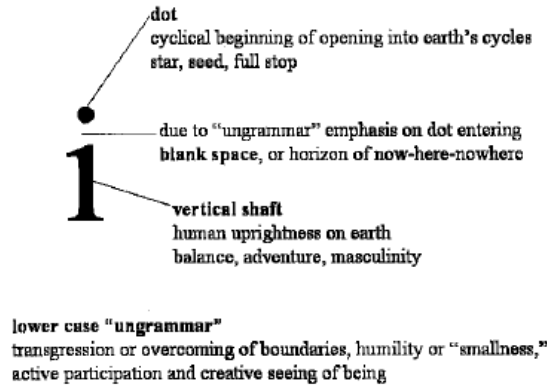 dot
cyclical beginning of opening into earth's cycles
star, seed, full stop
i
due to "ungrammar" emphasis on dot entering
blank space, or horizon of now-here-nowhere
vertical shaft
human uprightness on earth
balance, adventure, masculinity
lower case "ungrammar"
transgression or overcoming of boundaries, humility or "smallness,"
active participation and creative seeing of being